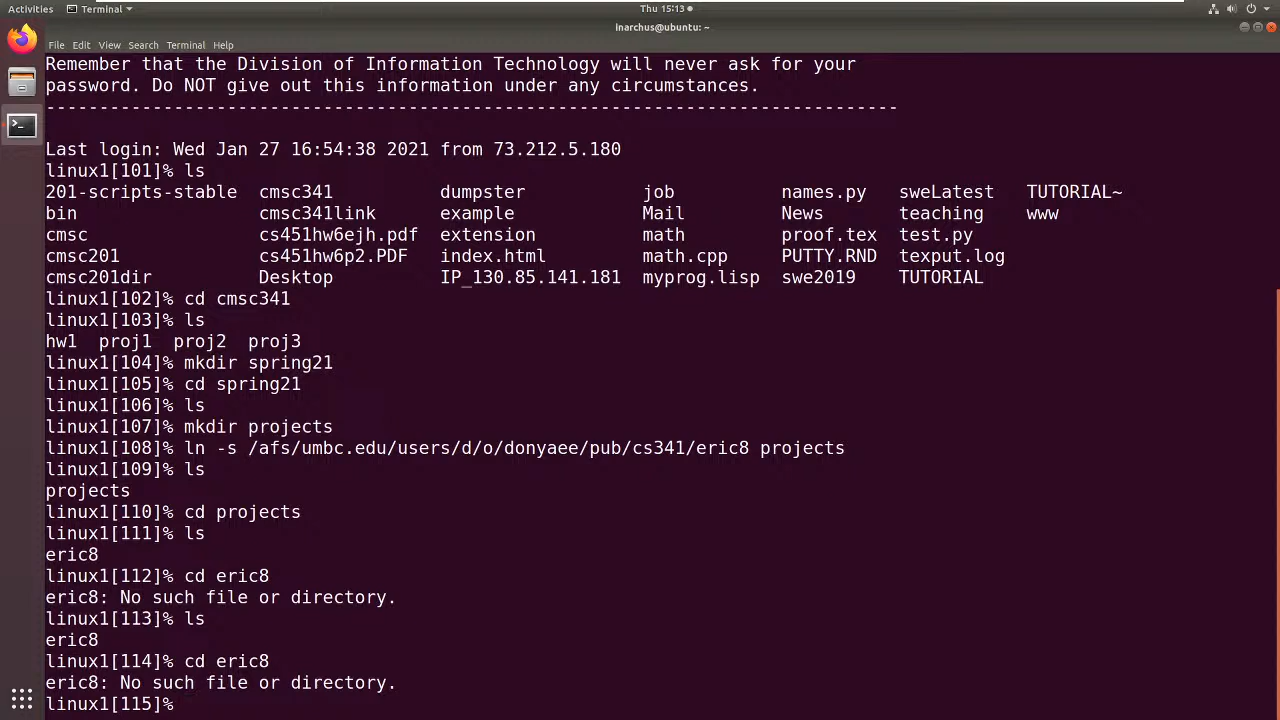 Activities Terminal Thu 15:13
inarchus@ubuntu: ~
File Edit View Search Terminal Help
Remember that the Division of Information Technology will never ask for your
password. Do NOT give out this information under any circumstances.
--------------------------------------------------------------------------------
Last login: Wed Jan 27 16:54:38 2021 from 73.212.5.180
linux1[101]% ls
201-scripts-stable cmsc341 dumpster job names.py sweLatest TUTORIAL~
bin cmsc341link example Mail News teaching www
cmsc cs451hw6ejh.pdf extension math proof.tex test.py
cmsc201 cs451hw6p2.PDF index.html math.cpp PUTTY.RND texput.log
cmsc201dir Desktop IP_130.85.141.181 myprog.lisp swe2019 TUTORIAL
linux1[102]% cd cmsc341
linux1[103]% ls
hw1 proj1 proj2 proj3
linux1[104]% mkdir spring21
linux1[105]% cd spring21
linux1[106]% ls
linux1[107]% mkdir projects
linux1[108]% ln -s /afs/umbc.edu/users/d/o/donyaee/pub/cs341/eric8 projects
linux1[109]% ls
projects
linux1[110]% cd projects
linux1[111]% ls
eric8
linux1[112]% cd eric8
eric8: No such file or directory.
linux1[113]% ls
eric8
linux1[114]% cd eric8
eric8: No such file or directory.
linux1[115]%